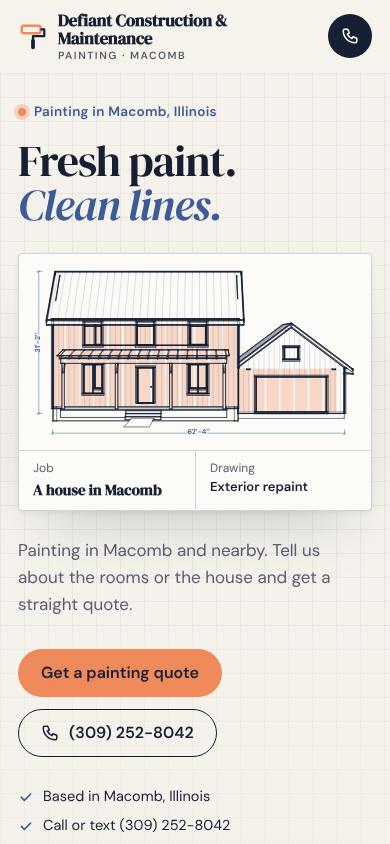 Defiant Construction &
Maintenance
PAINTING · MACOMB
Painting in Macomb, Illinois
Fresh paint.
Clean lines.
31'-2"
62'-4"
Job
A house in Macomb
Drawing
Exterior repaint
Painting in Macomb and nearby. Tell us
about the rooms or the house and get a
straight quote.
Get a painting quote
(309) 252-8042
Based in Macomb, Illinois
Call or text (309) 252-8042